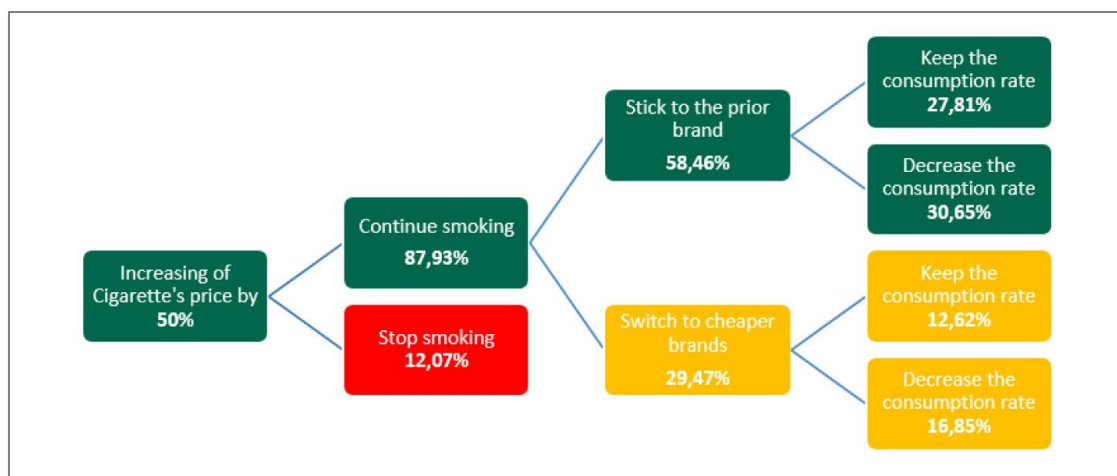 Increasing of
Cigarette's price by
50%
Continue smoking
87,93%
Stop smoking
12,07%
Stick to the prior
brand
58,46%
Switch to cheaper
brands
29,47%
Keep the
consumption rate
27,81%
Decrease the
consumption rate
30,65%
Keep the
consumption rate
12,62%
Decrease the
consumption rate
16,85%